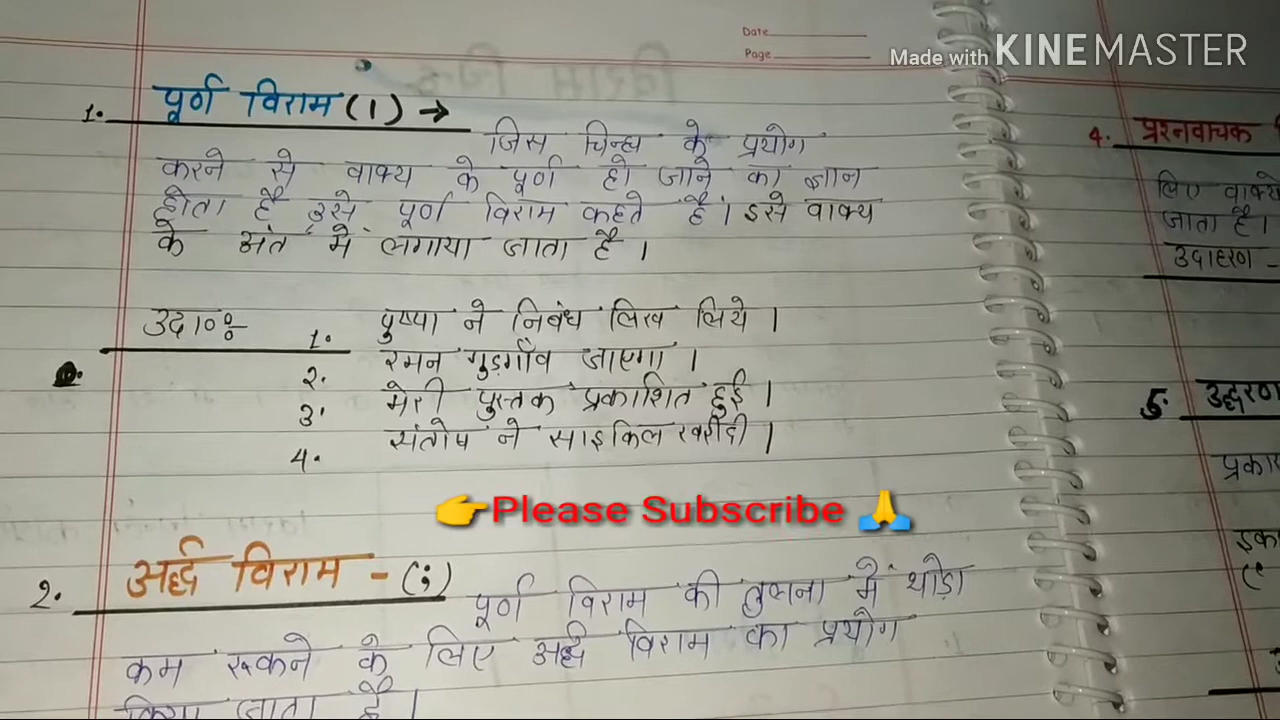 Date
Page
Made with KINEMASTER
1. पूर्ण विराम (।) →
जिस चिन्ह के प्रयोग
करने से वाक्य के पूर्ण हो जाने का ज्ञान
होता है उसे पूर्ण विराम कहते हैं। इसे वाक्य
के अंत में लगाया जाता है।
उदा०ः-
1. पुष्पा ने निबंध लिख लिये।
2. रमन गुड़गाँव जाएगा।
3. मेरी पुस्तक प्रकाशित हुई।
4. संतोष ने साइकिल खरीदी।
👉Please Subscribe 🙏
2. अर्द्ध विराम - (;)
पूर्ण विराम की तुलना में थोड़ा
कम रुकने के लिए अर्द्ध विराम का प्रयोग
किया जाता है।
4. प्रश्नवाचक
लिए वाक्यों
जाता है।
उदाहरण -
5. उद्धरण